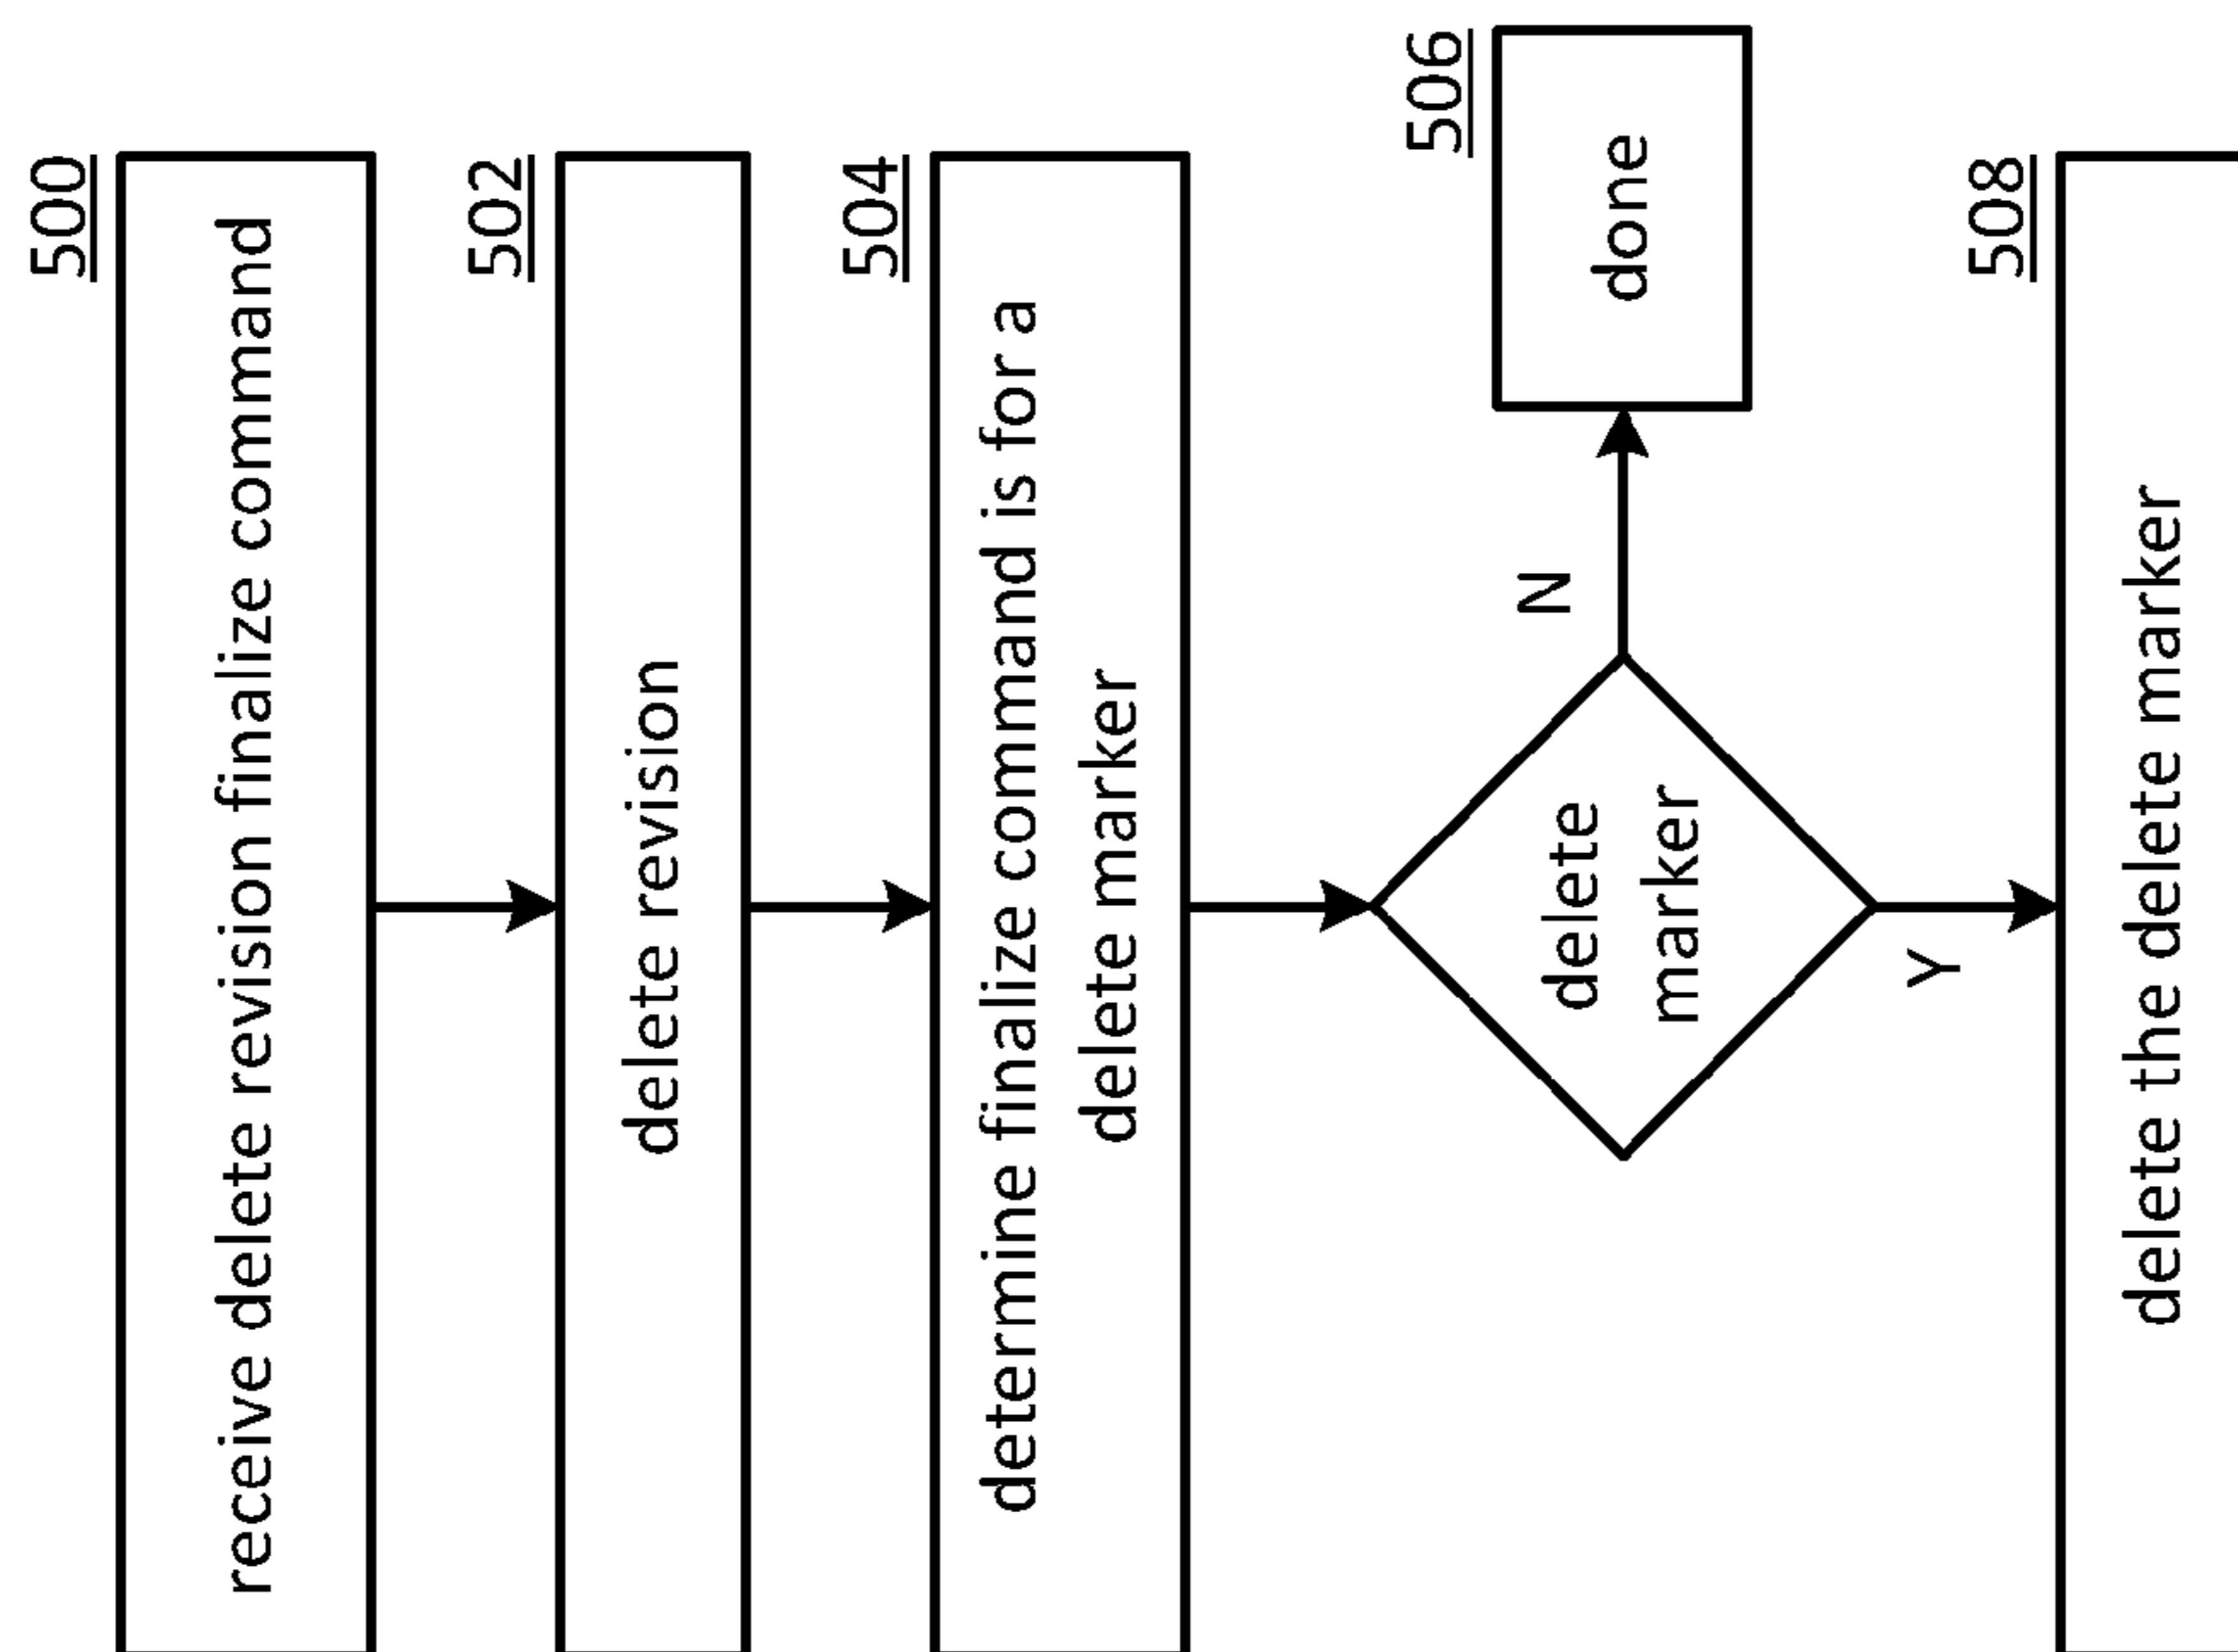 500
receive delete revision finalize command
502
delete revision
504
determine finalize command is for a
delete marker
delete
marker
N
506
done
Y
508
delete the delete marker